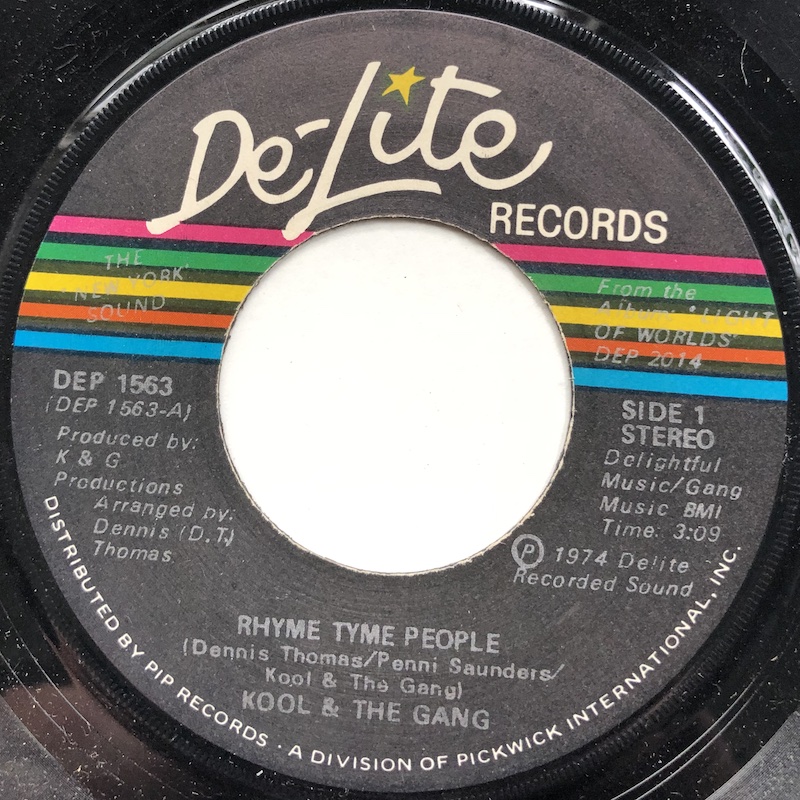 De-Lite
RECORDS
THE
"NEW YORK"
SOUND
From the
Album "LIGHT
OF WORLDS"
DEP 2014
DEP 1563
(DEP 1563-A)
Produced by:
K & G
Productions
Arranged by:
Dennis (D.T.)
Thomas
SIDE 1
STEREO
Delightful
Music/Gang
Music BMI
Time: 3:09
Ⓟ 1974 De-lite
Recorded Sound
RHYME TYME PEOPLE
(Dennis Thomas/Penni Saunders/
Kool & The Gang)
KOOL & THE GANG
DISTRIBUTED BY PIP RECORDS · A DIVISION OF PICKWICK INTERNATIONAL, INC.